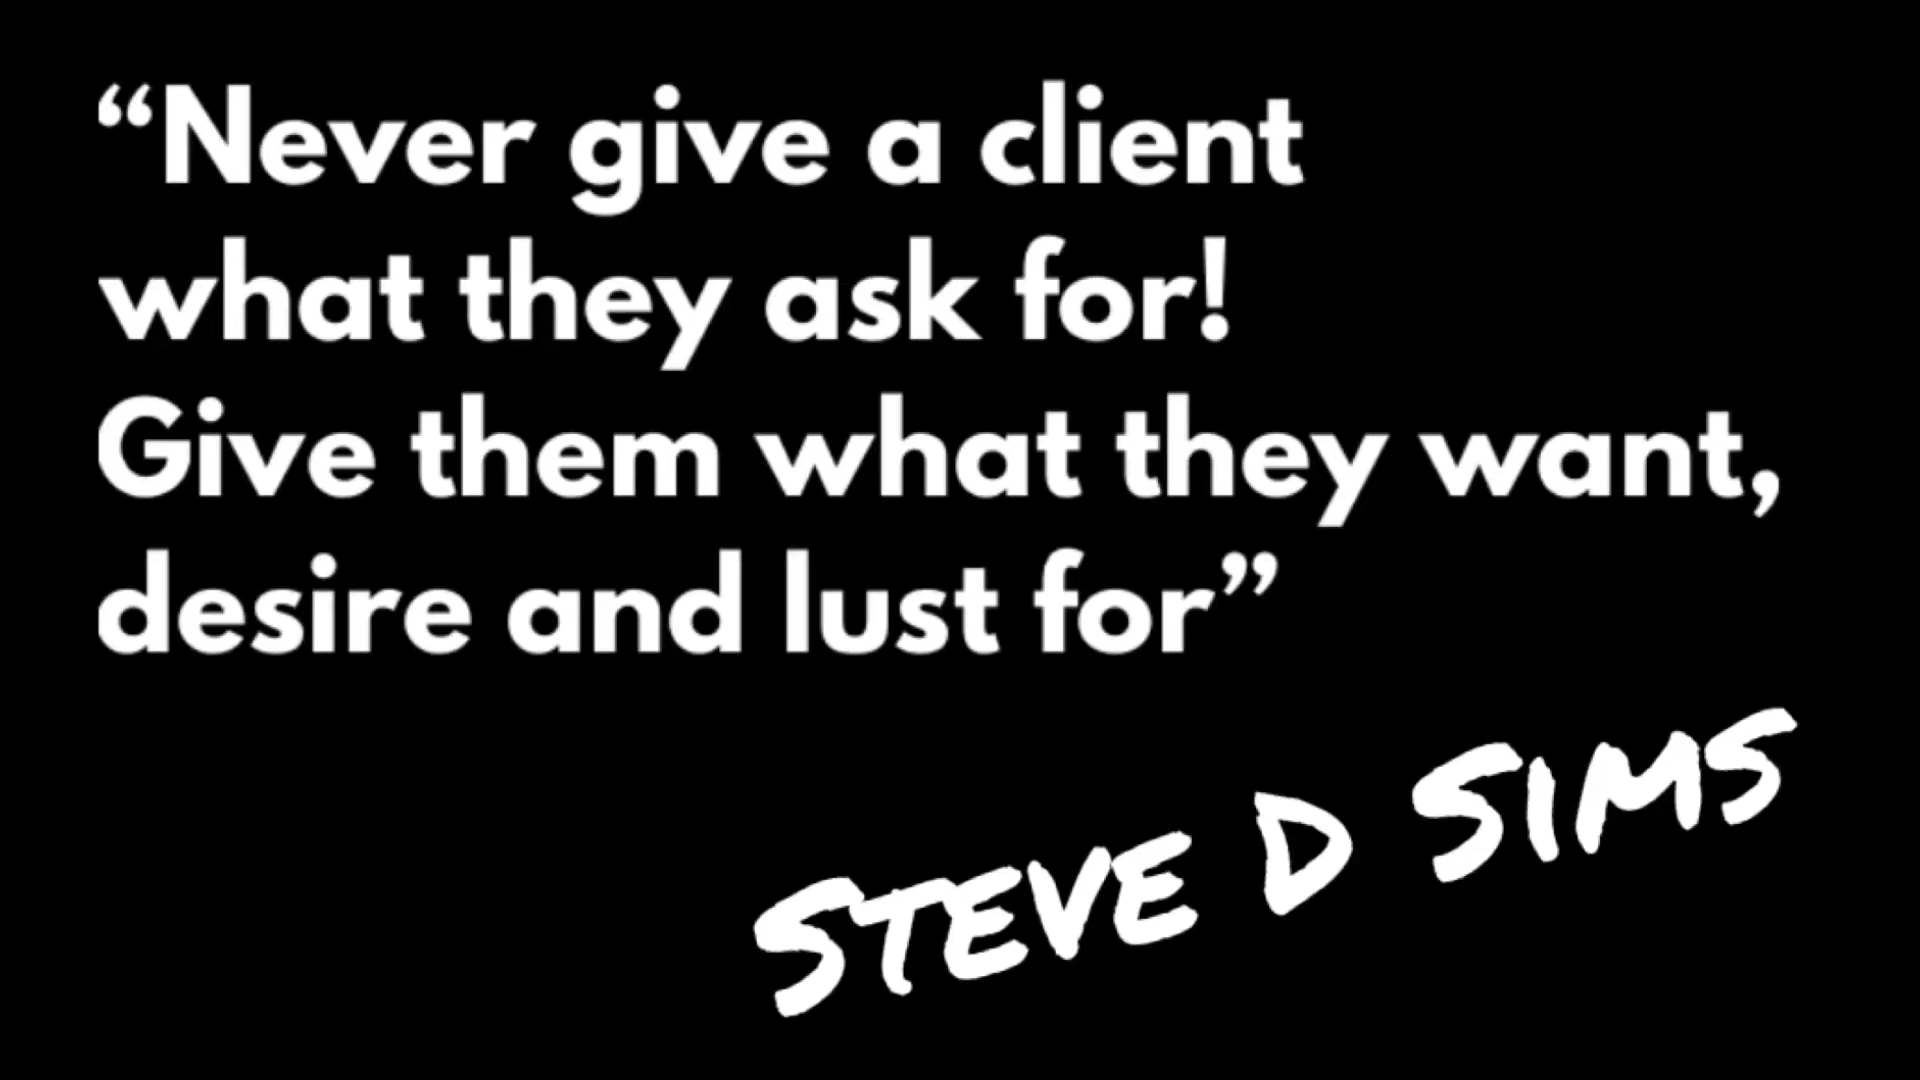 “Never give a client
what they ask for!
Give them what they want,
desire and lust for”
STEVE D SIMS